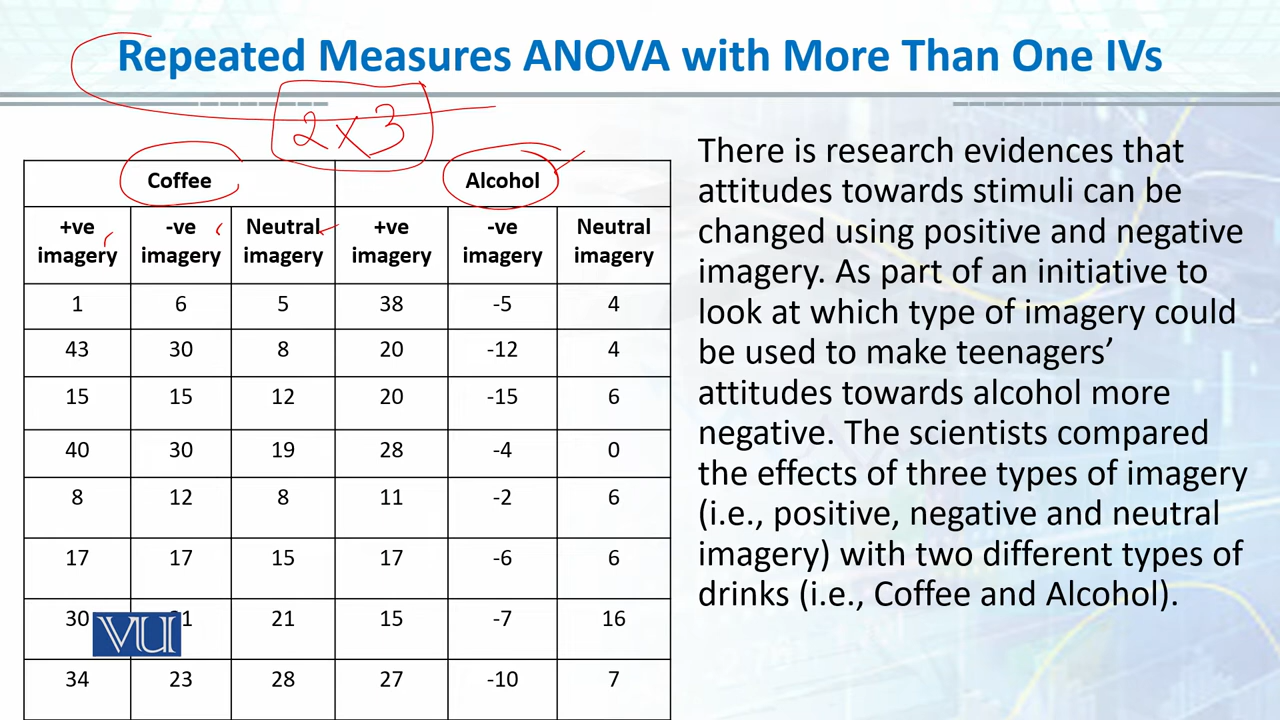 Repeated Measures ANOVA with More Than One IVs
2 x 3
Coffee Alcohol
+ve imagery -ve imagery Neutral imagery +ve imagery -ve imagery Neutral imagery
1 6 5 38 -5 4
43 30 8 20 -12 4
15 15 12 20 -15 6
40 30 19 28 -4 0
8 12 8 11 -2 6
17 17 15 17 -6 6
30 21 15 -7 16
34 23 28 27 -10 7
VU
There is research evidences that
attitudes towards stimuli can be
changed using positive and negative
imagery. As part of an initiative to
look at which type of imagery could
be used to make teenagers’
attitudes towards alcohol more
negative. The scientists compared
the effects of three types of imagery
(i.e., positive, negative and neutral
imagery) with two different types of
drinks (i.e., Coffee and Alcohol).